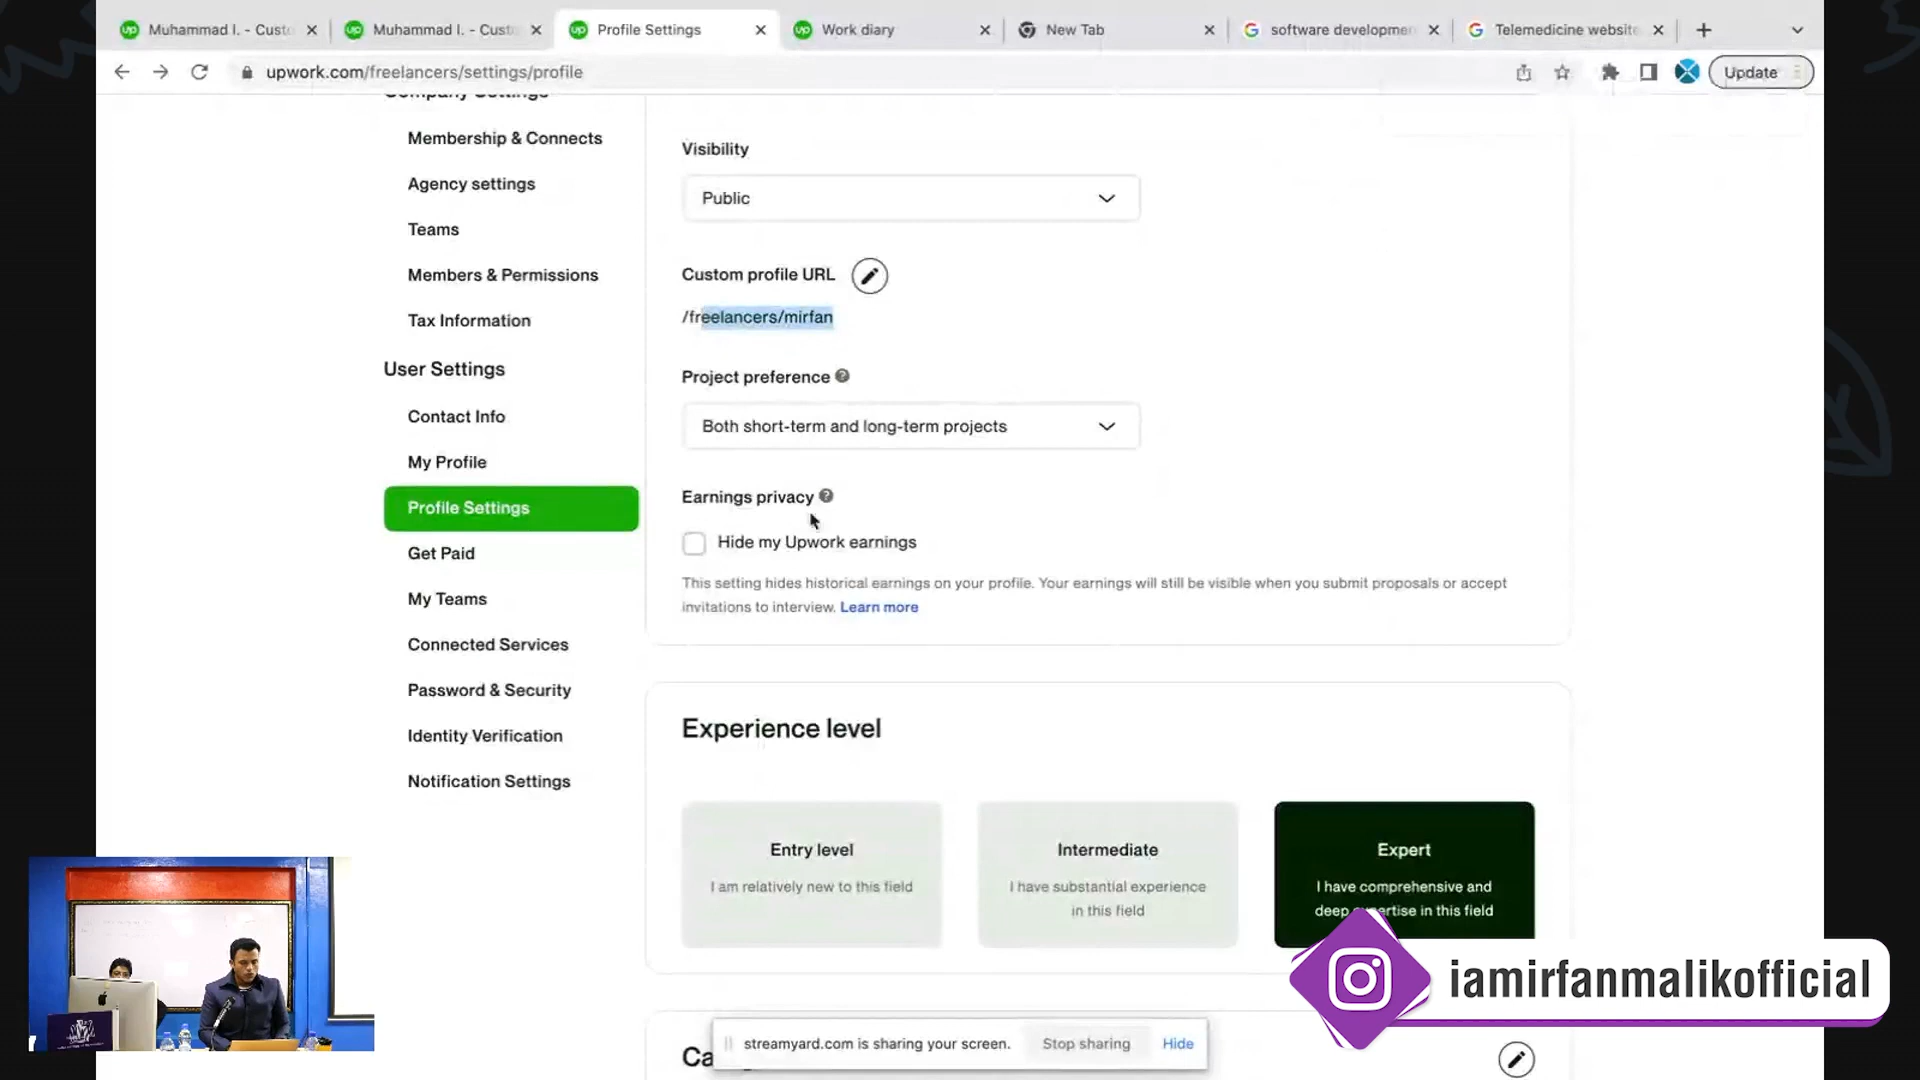 Muhammad I. - Custo
Muhammad I. - Custo
Profile Settings
Work diary
New Tab
software developmen
Telemedicine website
upwork.com/freelancers/settings/profile
Update
Company Settings
Membership & Connects
Agency settings
Teams
Members & Permissions
Tax Information
User Settings
Contact Info
My Profile
Profile Settings
Get Paid
My Teams
Connected Services
Password & Security
Identity Verification
Notification Settings
Visibility
Public
Custom profile URL
/freelancers/mirfan
Project preference
Both short-term and long-term projects
Earnings privacy
Hide my Upwork earnings
This setting hides historical earnings on your profile. Your earnings will still be visible when you submit proposals or accept
invitations to interview. Learn more
Experience level
Entry level
I am relatively new to this field
Intermediate
I have substantial experience
in this field
Expert
I have comprehensive and
deep expertise in this field
iamirfanmalikofficial
streamyard.com is sharing your screen.
Stop sharing
Hide
Ca